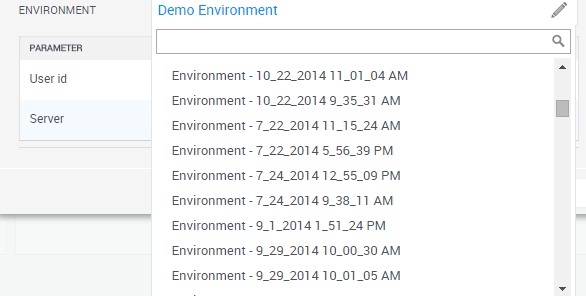 ENVIRONMENT
Demo Environment
PARAMETER
User id
Server
Environment - 10_22_2014 11_01_04 AM
Environment - 10_22_2014 9_35_31 AM
Environment - 7_22_2014 11_15_24 AM
Environment - 7_22_2014 5_56_39 PM
Environment - 7_24_2014 12_55_09 PM
Environment - 7_24_2014 9_38_11 AM
Environment - 9_1_2014 1_51_24 PM
Environment - 9_29_2014 10_00_30 AM
Environment - 9_29_2014 10_01_05 AM